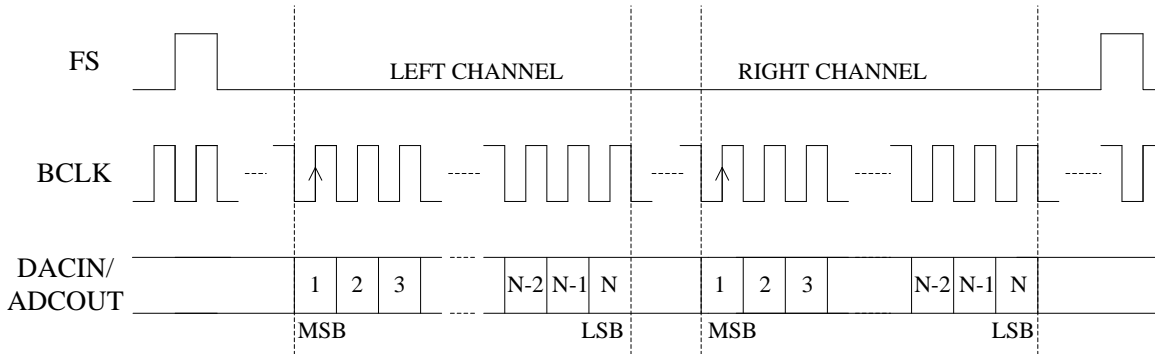 FS
LEFT CHANNEL RIGHT CHANNEL
BCLK
DACIN/
ADCOUT
1 2 3 N-2 N-1 N 1 2 3 N-2 N-1 N
MSB LSB MSB LSB